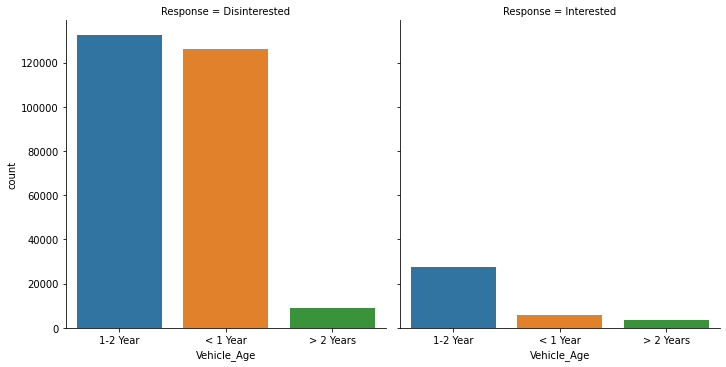 Response = Disinterested
Response = Interested
120000
100000
80000
60000
40000
20000
0
count
1-2 Year
< 1 Year
> 2 Years
1-2 Year
< 1 Year
> 2 Years
Vehicle_Age
Vehicle_Age